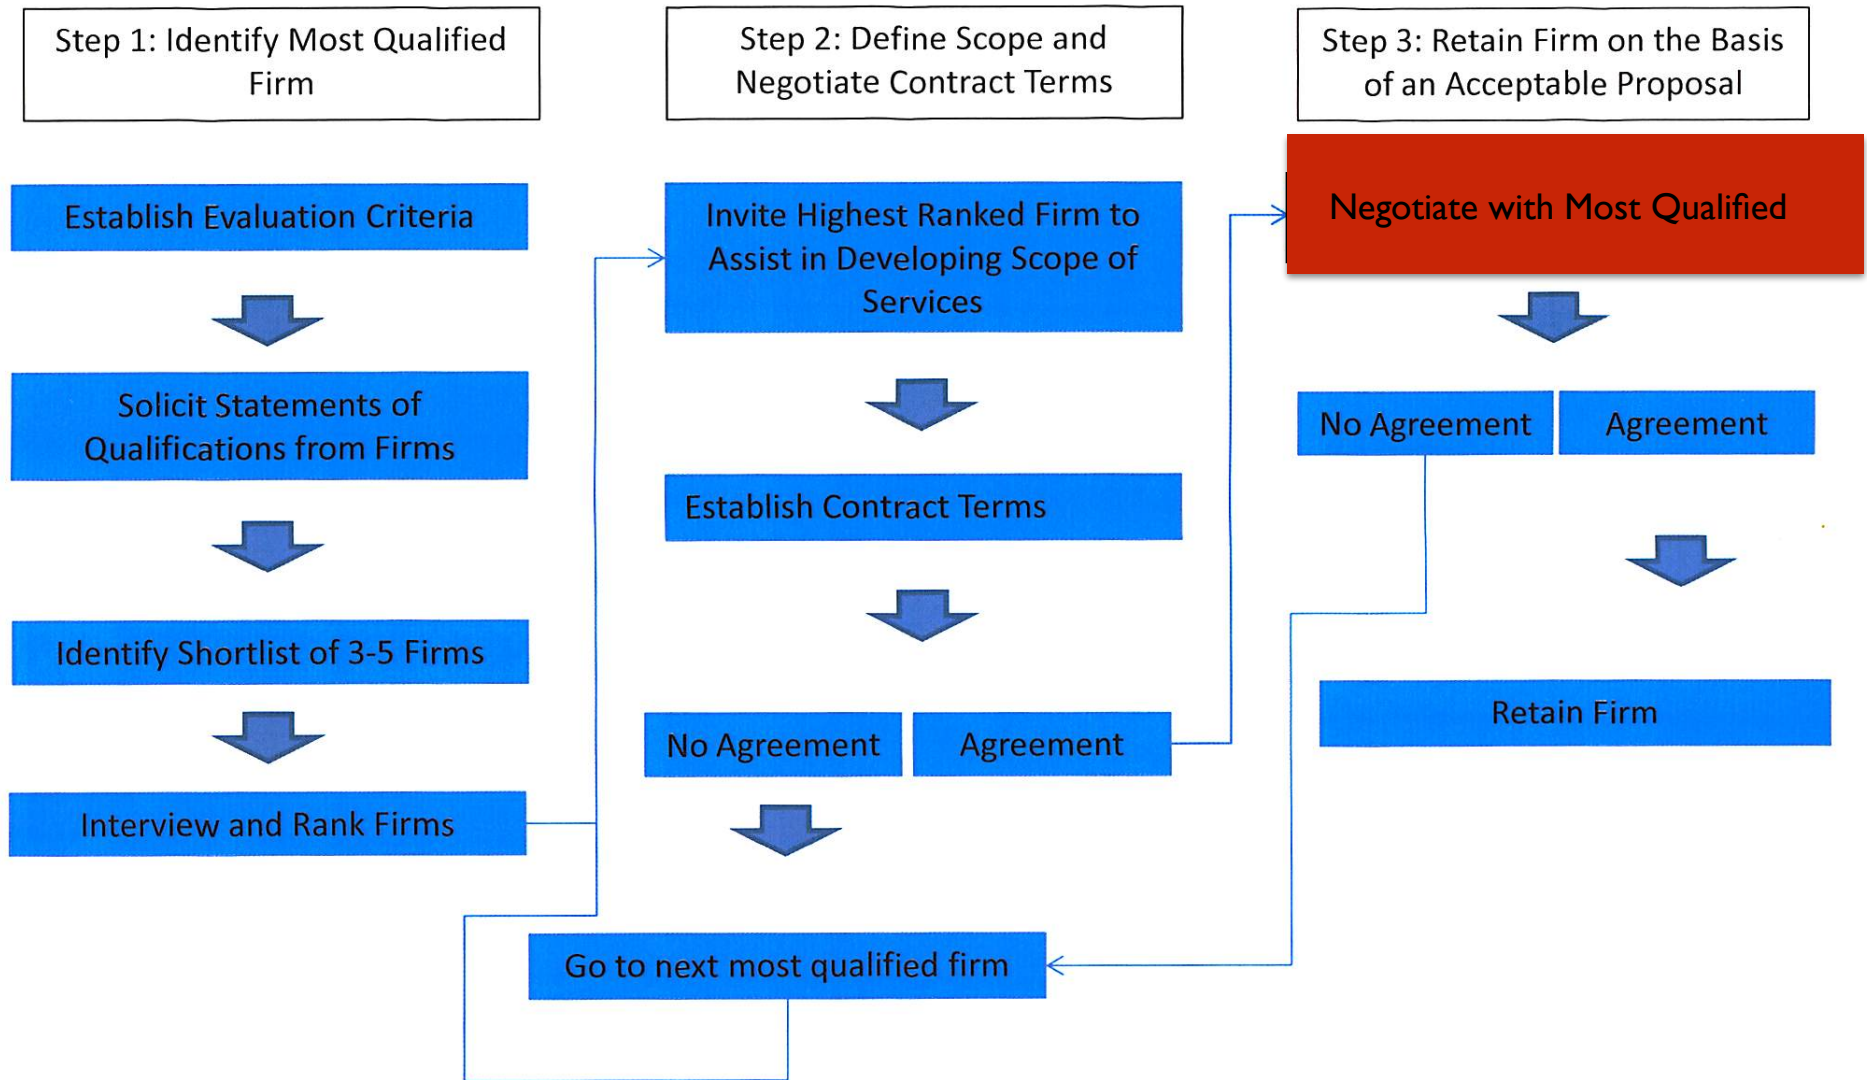 Step 1: Identify Most Qualified
Firm
Establish Evaluation Criteria
Solicit Statements of
Qualifications from Firms
Identify Shortlist of 3-5 Firms
Interview and Rank Firms
Step 2: Define Scope and
Negotiate Contract Terms
Invite Highest Ranked Firm to
Assist in Developing Scope of
Services
Establish Contract Terms
No Agreement
Agreement
Go to next most qualified firm
Step 3: Retain Firm on the Basis
of an Acceptable Proposal
Negotiate with Most Qualified
No Agreement
Agreement
Retain Firm